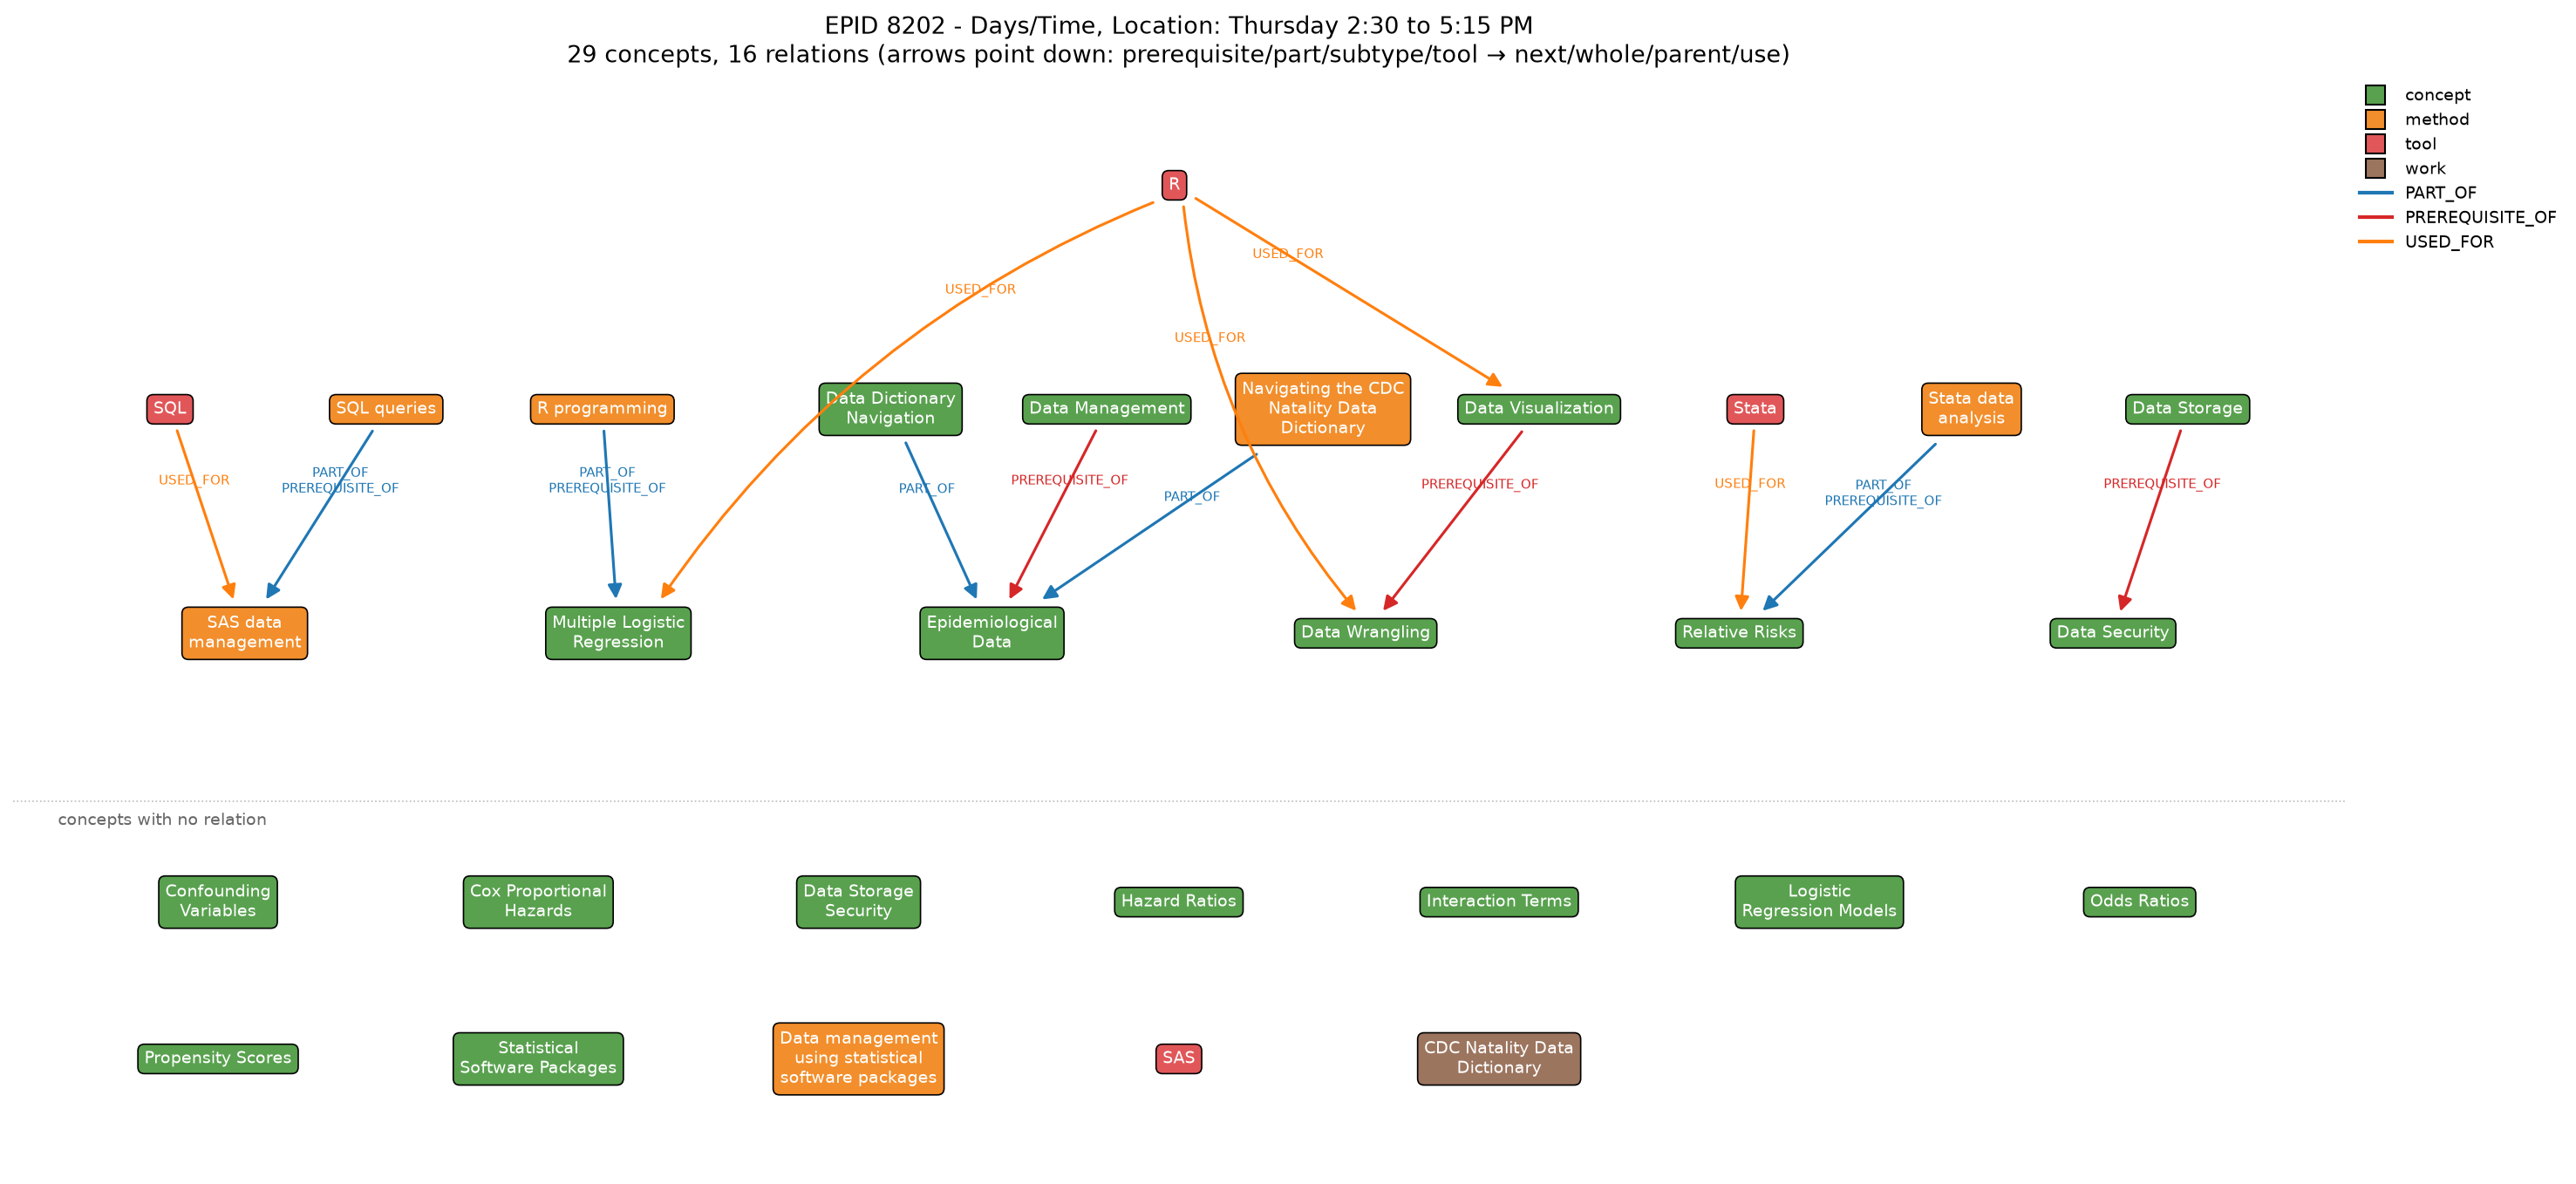 EPID 8202 - Days/Time, Location: Thursday 2:30 to 5:15 PM
29 concepts, 16 relations (arrows point down: prerequisite/part/subtype/tool → next/whole/parent/use)
concept
method
tool
work
PART_OF
PREREQUISITE_OF
USED_FOR
R
USED_FOR
USED_FOR
USED_FOR
SQL
SQL queries
R programming
Data Dictionary
Navigation
Data Management
Navigating the CDC
Natality Data
Dictionary
Data Visualization
Stata
Stata data
analysis
Data Storage
USED_FOR
PART_OF
PREREQUISITE_OF
PART_OF
PREREQUISITE_OF
PART_OF
PREREQUISITE_OF
PART_OF
PREREQUISITE_OF
USED_FOR
PART_OF
PREREQUISITE_OF
PREREQUISITE_OF
SAS data
management
Multiple Logistic
Regression
Epidemiological
Data
Data Wrangling
Relative Risks
Data Security
concepts with no relation
Confounding
Variables
Cox Proportional
Hazards
Data Storage
Security
Hazard Ratios
Interaction Terms
Logistic
Regression Models
Odds Ratios
Propensity Scores
Statistical
Software Packages
Data management
using statistical
software packages
SAS
CDC Natality Data
Dictionary